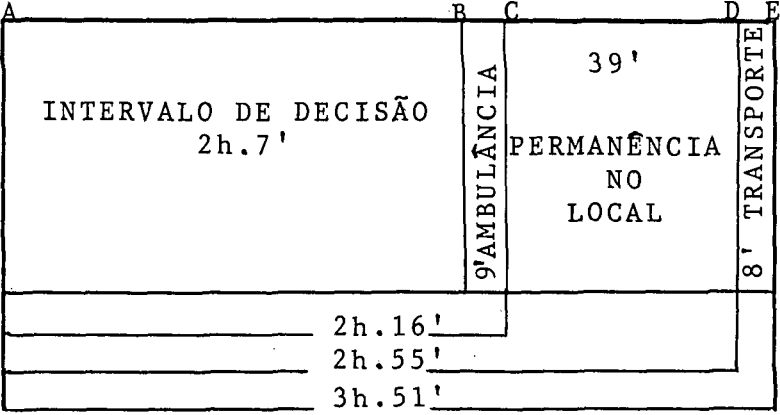 A B C D E
INTERVALO DE DECISÃO
2h.7'
9' AMBULÂNCIA
39'
PERMANÊNCIA
NO
LOCAL
8' TRANSPORTE
2h.16'
2h.55'
3h.51'